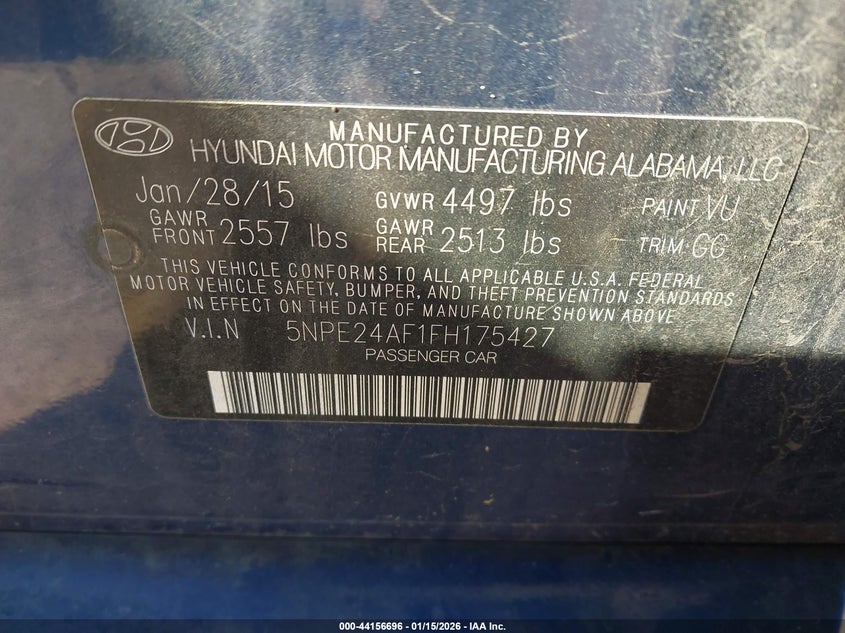 MANUFACTURED BY
HYUNDAI MOTOR MANUFACTURING ALABAMA, LLC
Jan/28/15 GVWR 4497 lbs PAINT VU
GAWR FRONT 2557 lbs GAWR REAR 2513 lbs TRIM GG
THIS VEHICLE CONFORMS TO ALL APPLICABLE U.S.A. FEDERAL
MOTOR VEHICLE SAFETY, BUMPER, AND THEFT PREVENTION STANDARDS
IN EFFECT ON THE DATE OF MANUFACTURE SHOWN ABOVE
V.I.N 5NPE24AF1FH175427
PASSENGER CAR
000-44156696 - 01/15/2026 - IAA Inc.